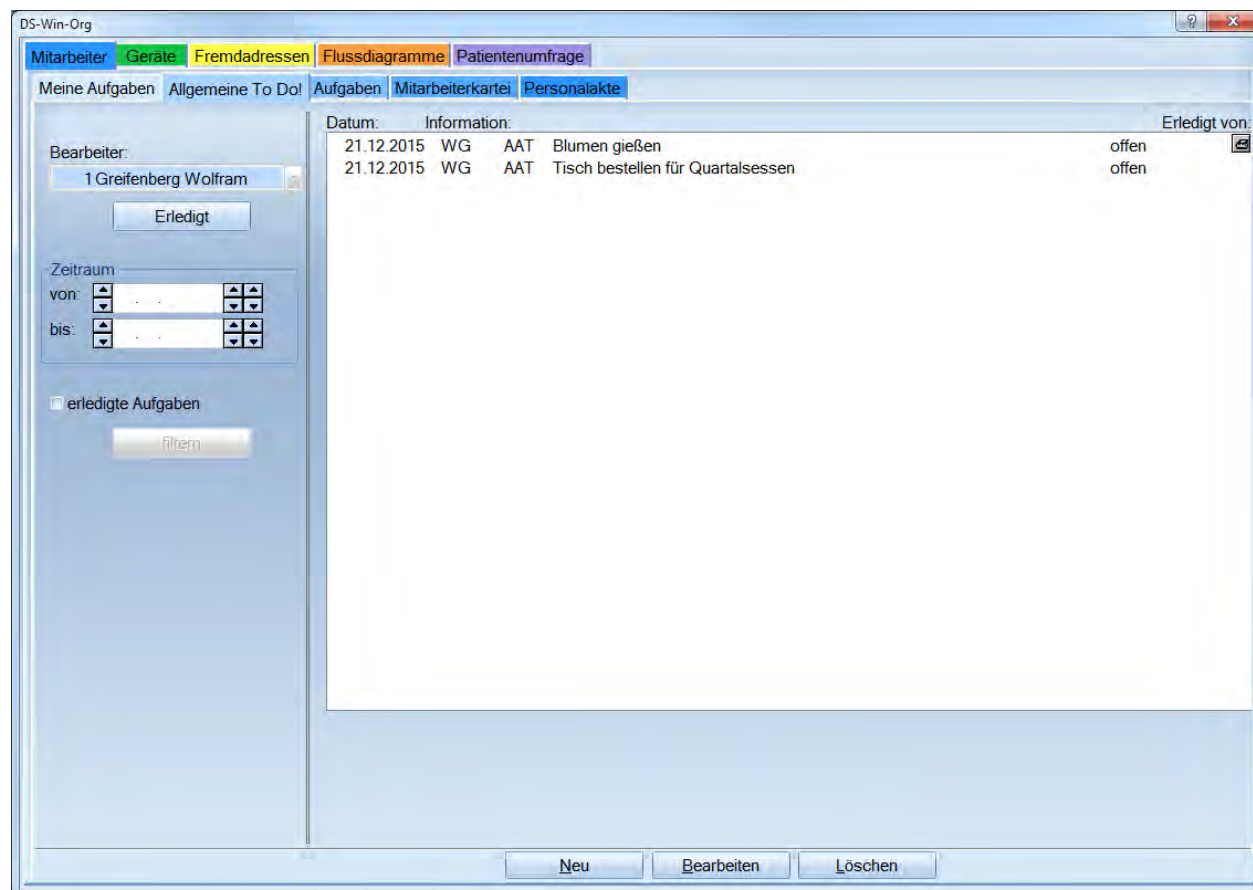 DS-Win-Org
Mitarbeiter Geräte Fremdadressen Flussdiagramme Patientenumfrage
Meine Aufgaben Allgemeine To Do! Aufgaben Mitarbeiterkartei Personalakte
Datum: Information: Erledigt von:
21.12.2015 WG AAT Blumen gießen offen
21.12.2015 WG AAT Tisch bestellen für Quartalsessen offen
Bearbeiter:
1 Greifenberg Wolfram
Erledigt
Zeitraum
von: . .
bis: . .
erledigte Aufgaben
filtern
Neu Bearbeiten Löschen